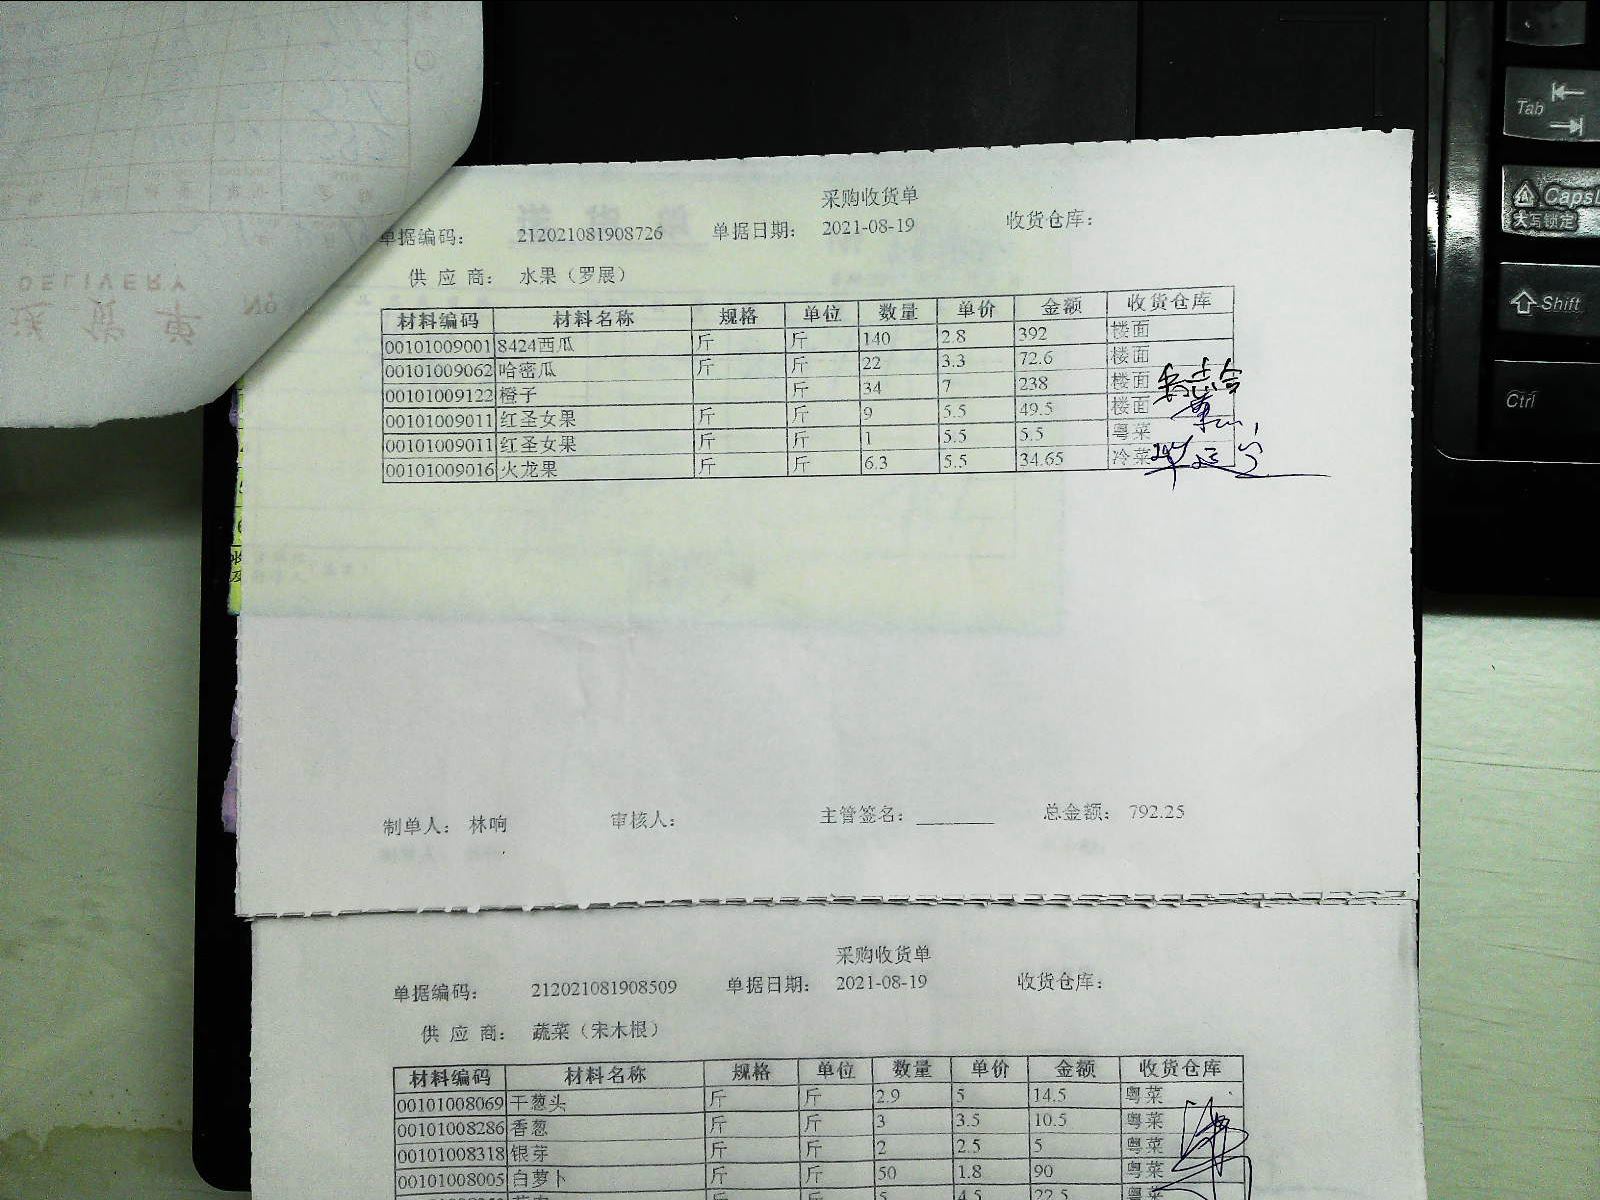 采购收货单
单据编码： 212021081908726 单据日期： 2021-08-19 收货仓库：
供 应 商： 水果（罗展）
材料编码 材料名称 规格 单位 数量 单价 金额 收货仓库
00101009001 8424西瓜 斤 斤 140 2.8 392 楼面
00101009062 哈密瓜 斤 斤 22 3.3 72.6 楼面
00101009122 橙子 斤 34 7 238 楼面
00101009011 红圣女果 斤 斤 9 5.5 49.5 楼面
00101009011 红圣女果 斤 斤 1 5.5 5.5 粤菜
00101009016 火龙果 斤 斤 6.3 5.5 34.65 冷菜
制单人： 林响 审核人： 主管签名： 总金额： 792.25
采购收货单
单据编码： 212021081908509 单据日期： 2021-08-19 收货仓库：
供 应 商： 蔬菜（宋木根）
材料编码 材料名称 规格 单位 数量 单价 金额 收货仓库
00101008069 干葱头 斤 斤 2.9 5 14.5 粤菜
00101008286 香葱 斤 斤 3 3.5 10.5 粤菜
00101008318 银芽 斤 斤 2 2.5 5 粤菜
00101008005 白萝卜 斤 斤 50 1.8 90 粤菜
5 4.5 22.5
DELIVERY
送 货 单 No
Tab
CapsL
大写锁定
Shift
Ctrl